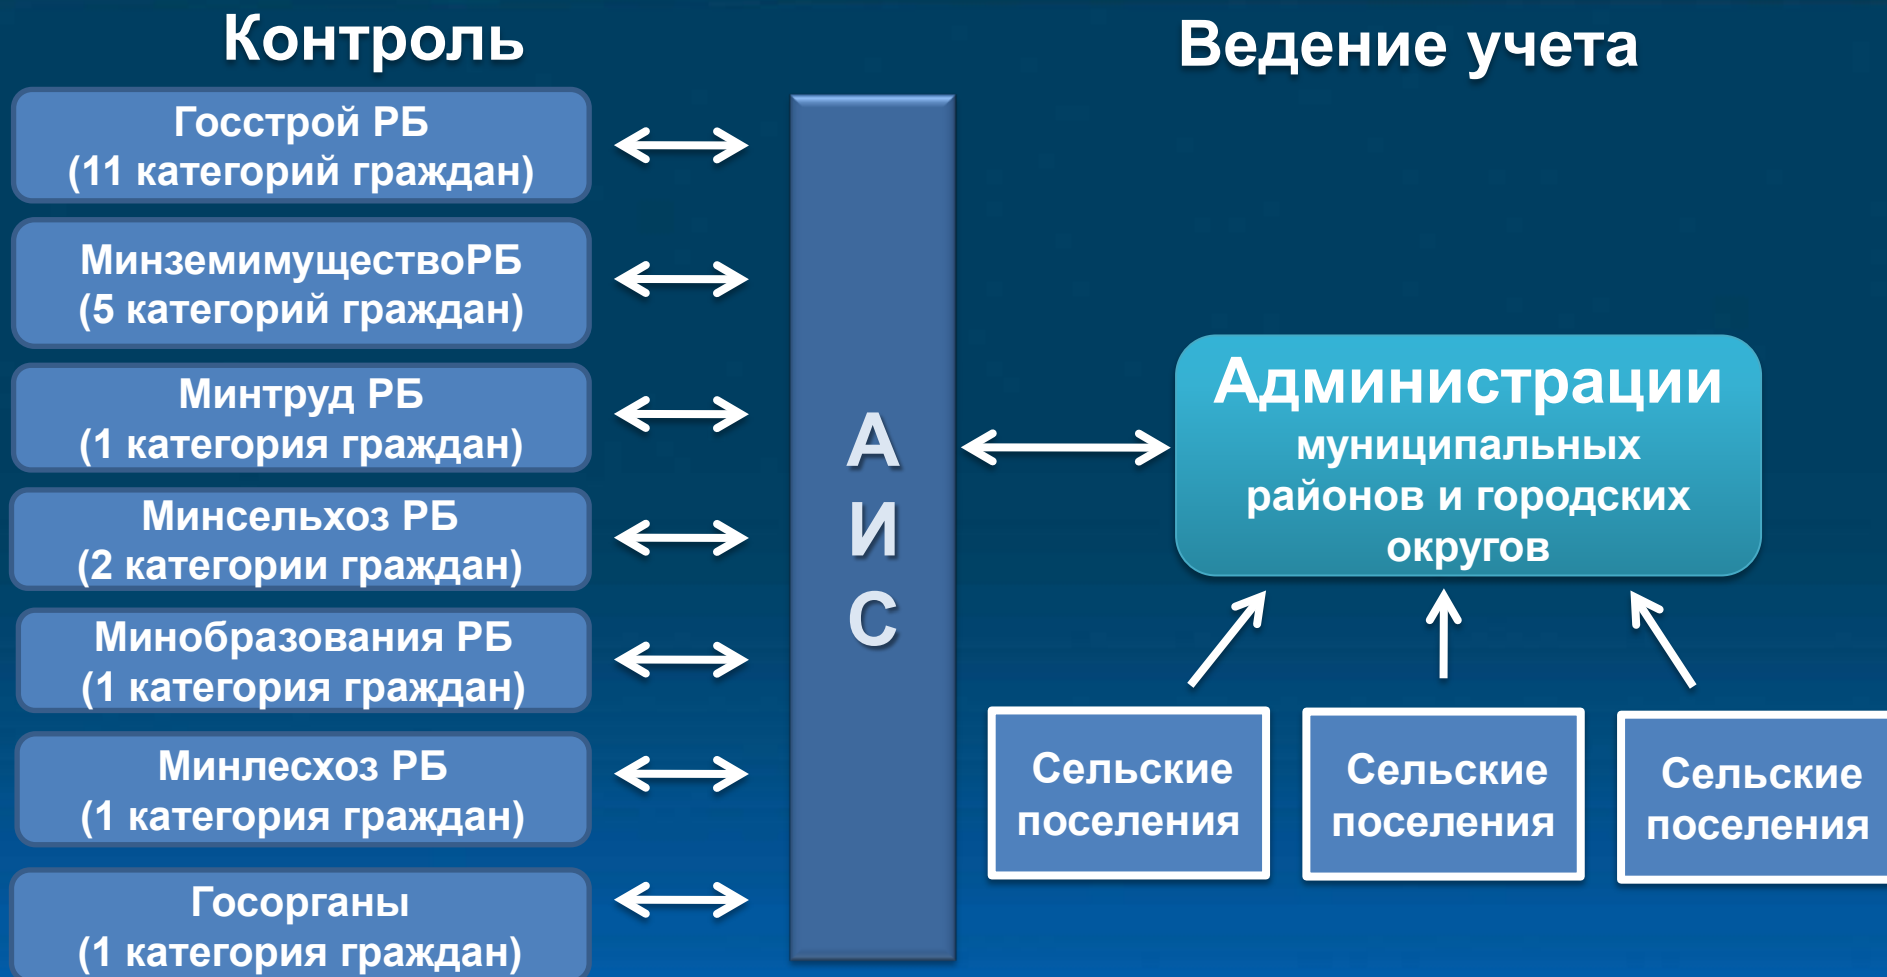 Контроль
Ведение учета
Госстрой РБ
(11 категорий граждан)
МинземимуществоРБ
(5 категорий граждан)
Минтруд РБ
(1 категория граждан)
Минсельхоз РБ
(2 категории граждан)
Минобразования РБ
(1 категория граждан)
Минлесхоз РБ
(1 категория граждан)
Госорганы
(1 категория граждан)
А
И
С
Администрации
муниципальных
районов и городских
округов
Сельские
поселения
Сельские
поселения
Сельские
поселения